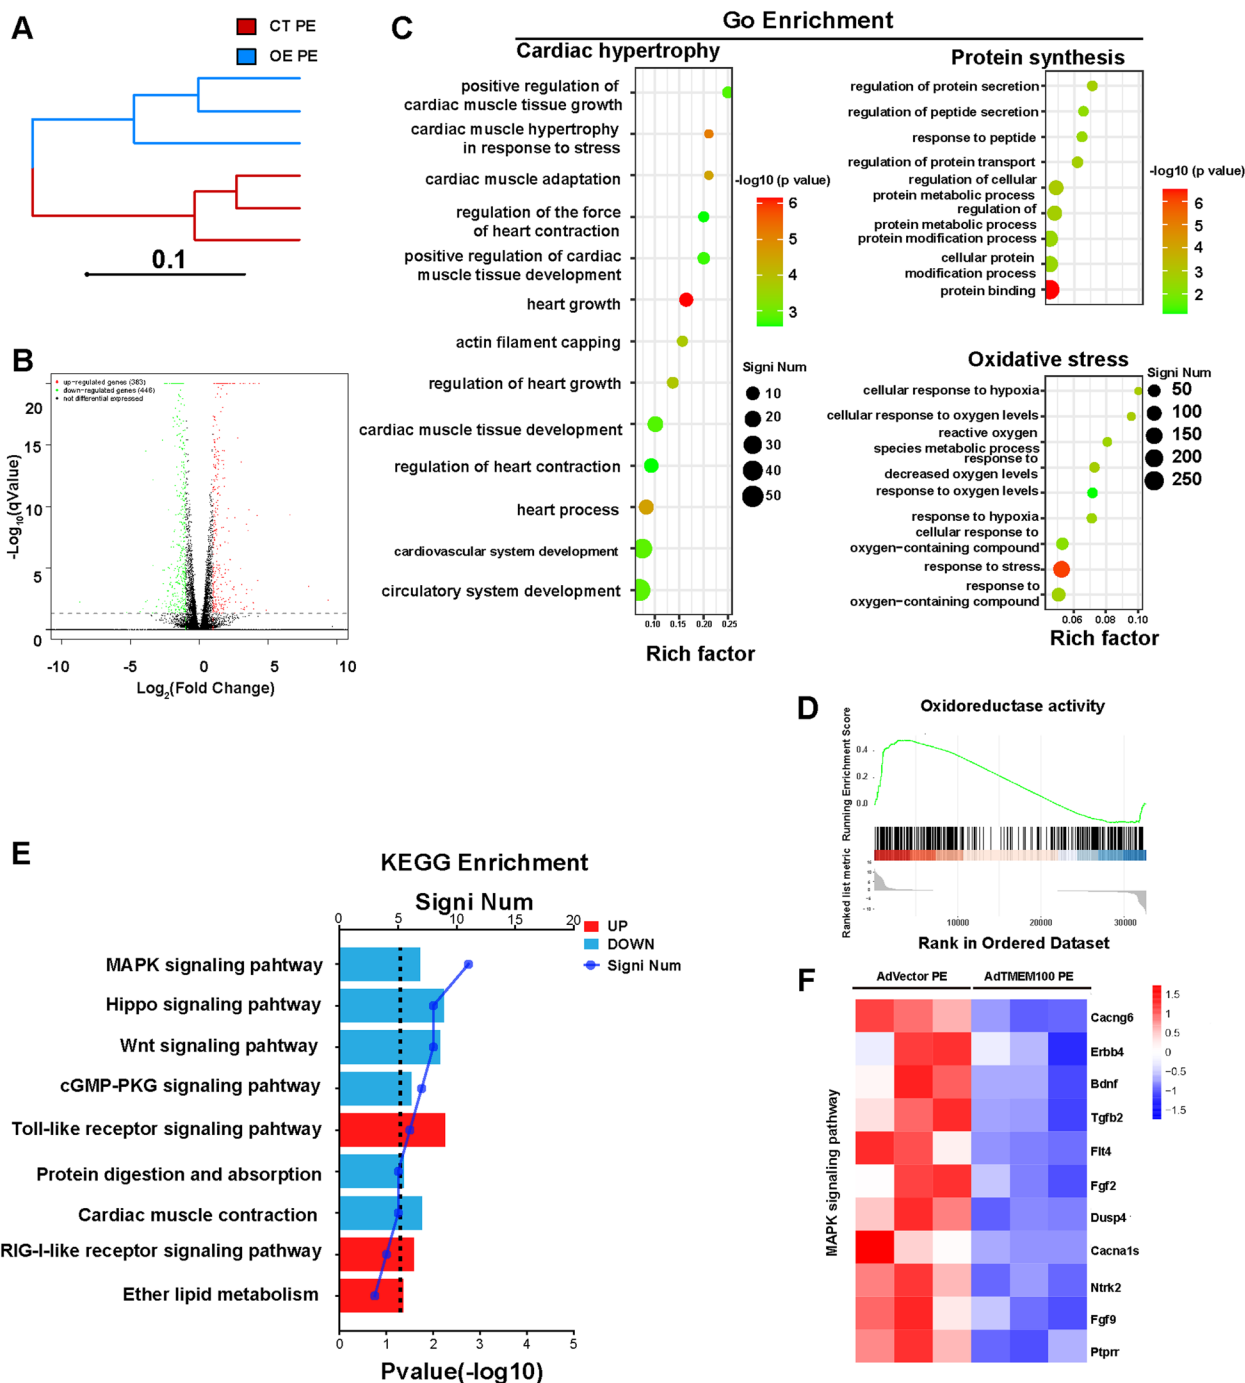 A
CT PE
OE PE
0.1
B
up-regulated genes (383)
down-regulated genes (446)
not differential expressed
-Log10(qValue)
20
15
10
5
0
-10
-5
0
5
10
Log2(Fold Change)
C
Go Enrichment
Cardiac hypertrophy
positive regulation of
cardiac muscle tissue growth
cardiac muscle hypertrophy
in response to stress
cardiac muscle adaptation
regulation of the force
of heart contraction
positive regulation of cardiac
muscle tissue development
heart growth
actin filament capping
regulation of heart growth
cardiac muscle tissue development
regulation of heart contraction
heart process
cardiovascular system development
circulatory system development
0.10
0.15
0.20
0.25
Rich factor
-log10 (p value)
6
5
4
3
Signi Num
10
20
30
40
50
Protein synthesis
regulation of protein secretion
regulation of peptide secretion
response to peptide
regulation of protein transport
regulation of cellular
protein metabolic process
regulation of
protein metabolic process
protein modification process
cellular protein
modification process
protein binding
-log10 (p value)
6
5
4
3
2
Oxidative stress
cellular response to hypoxia
cellular response to oxygen levels
reactive oxygen
species metabolic process
response to
decreased oxygen levels
response to oxygen levels
response to hypoxia
cellular response to
oxygen-containing compound
response to stress
response to
oxygen-containing compound
0.06
0.08
0.10
Rich factor
Signi Num
50
100
150
200
250
D
Oxidoreductase activity
Running Enrichment Score
0.4
0.2
0.0
Ranked list metric
10000
20000
30000
Rank in Ordered Dataset
E
KEGG Enrichment
Signi Num
0
5
10
15
20
UP
DOWN
Signi Num
MAPK signaling pahtway
Hippo signaling pahtway
Wnt signaling pahtway
cGMP-PKG signaling pahtway
Toll-like receptor signaling pahtway
Protein digestion and absorption
Cardiac muscle contraction
RIG-I-like receptor signaling pathway
Ether lipid metabolism
0
1
2
3
4
5
Pvalue(-log10)
F
AdVector PE
AdTMEM100 PE
MAPK signaling pathway
Cacng6
Erbb4
Bdnf
Tgfb2
Flt4
Fgf2
Dusp4
Cacna1s
Ntrk2
Fgf9
Ptprr
1.5
1
0.5
0
-0.5
-1
-1.5